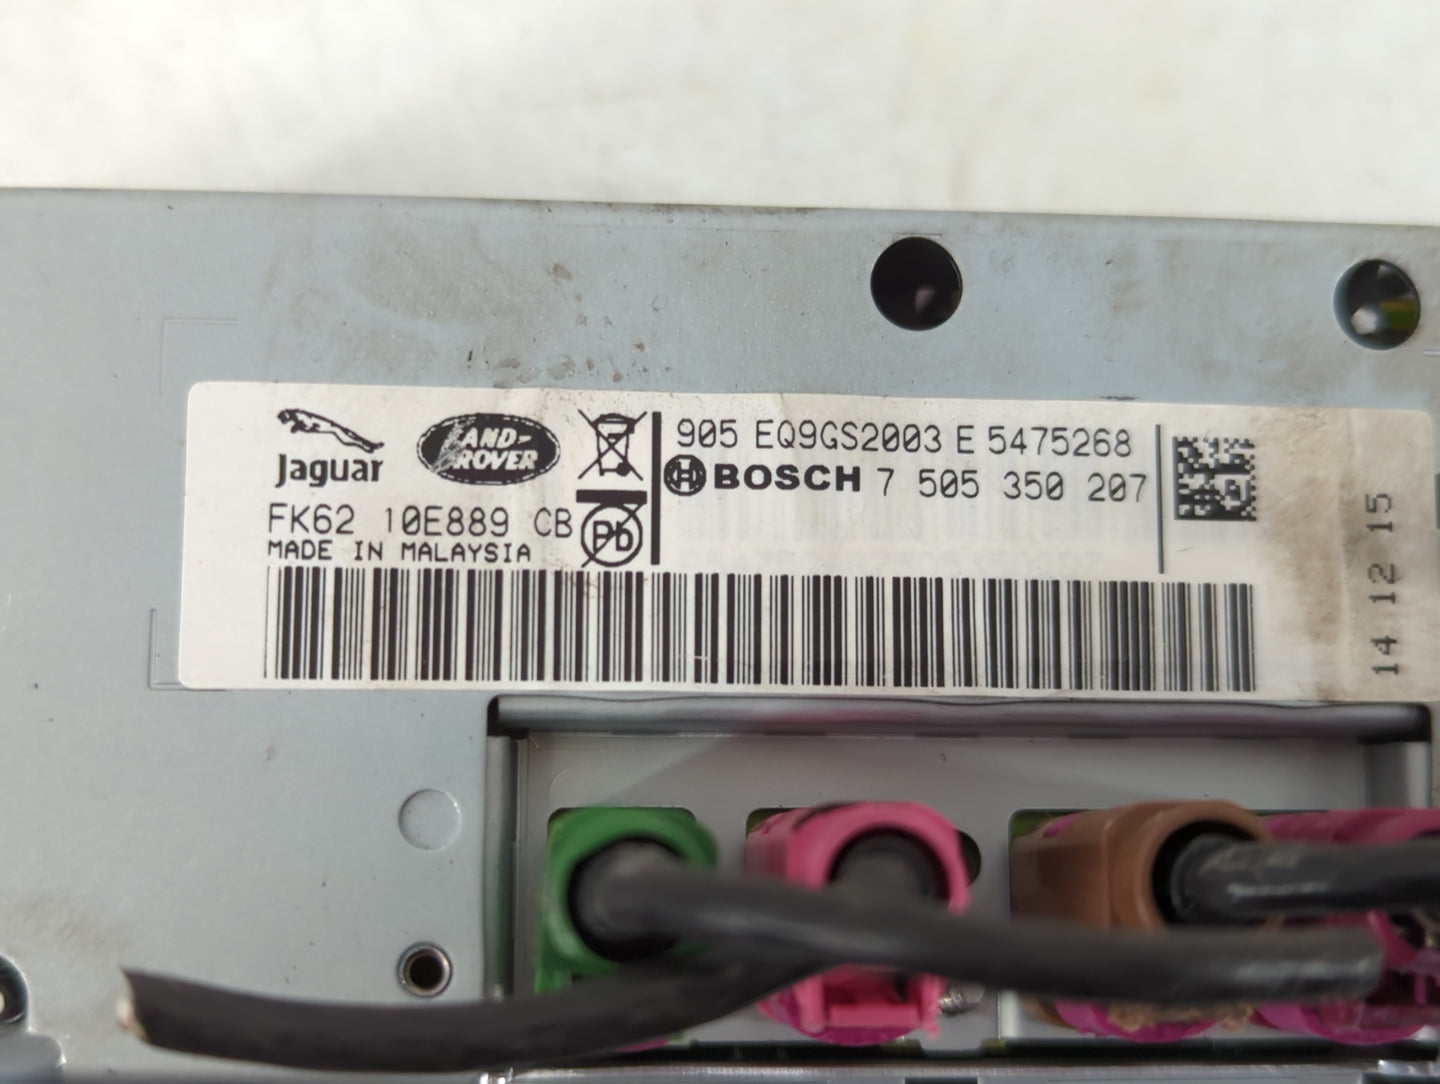 Jaguar
LAND-ROVER
FK62 10E889 CB
MADE IN MALAYSIA
Pb
905 EQ9GS2003 E 5475268
BOSCH 7 505 350 207
14 12 15